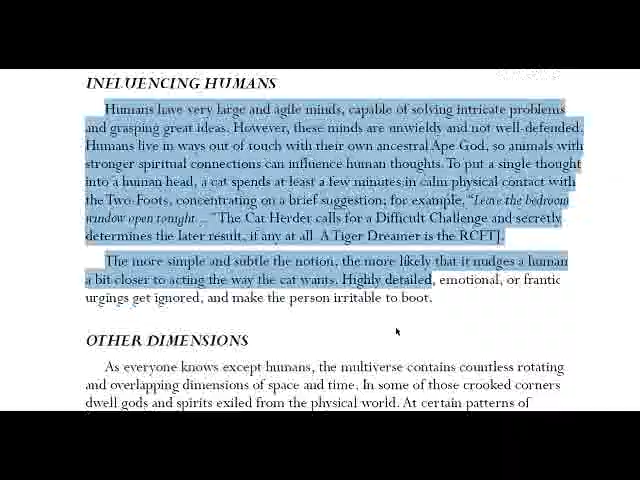 INFLUENCING HUMANS
Humans have very large and agile minds, capable of solving intricate problems
and grasping great ideas. However, these minds are unwieldy and not well-defended.
Humans live in ways out of touch with their own ancestral Ape God, so animals with
stronger spiritual connections can influence human thoughts. To put a single thought
into a human head, a cat spends at least a few minutes in calm physical contact with
the Two Foots, concentrating on a brief suggestion; for example, “Leave the bedroom
window open tonight...” The Cat Herder calls for a Difficult Challenge and secretly
determines the later result, if any at all A Tiger Dreamer is the RCFT].
The more simple and subtle the notion, the more likely that it nudges a human
a bit closer to acting the way the cat wants. Highly detailed, emotional, or frantic
urgings get ignored, and make the person irritable to boot.
OTHER DIMENSIONS
As everyone knows except humans, the multiverse contains countless rotating
and overlapping dimensions of space and time. In some of those crooked corners
dwell gods and spirits exiled from the physical world. At certain patterns of